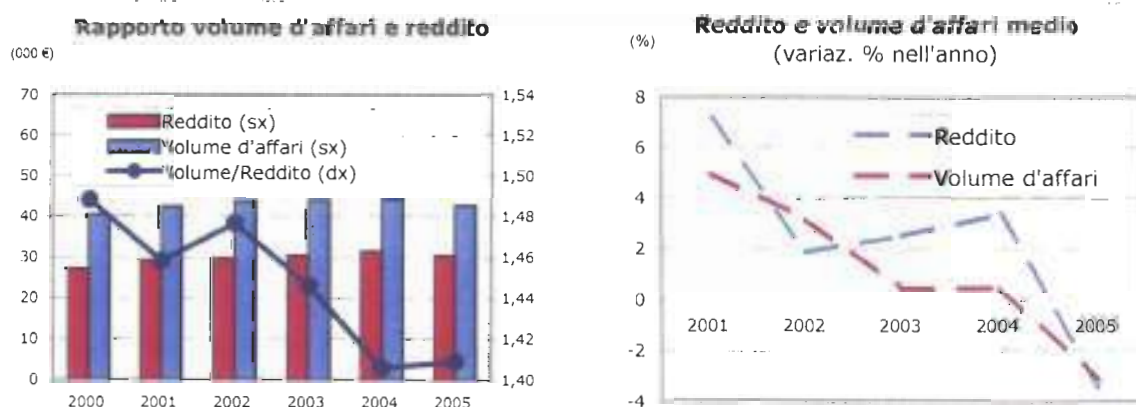 Rapporto volume d'affari e reddito
(000 €)
70
60
50
40
30
20
10
0
Reddito (sx)
Volume d'affari (sx)
Volume/Reddito (dx)
1,54
1,52
1,50
1,48
1,46
1,44
1,42
1,40
2000 2001 2002 2003 2004 2005
Reddito e volume d'affari medio
(variaz. % nell'anno)
(%)
8
6
4
2
0
-2
-4
Reddito
Volume d'affari
2001 2002 2003 2004 2005